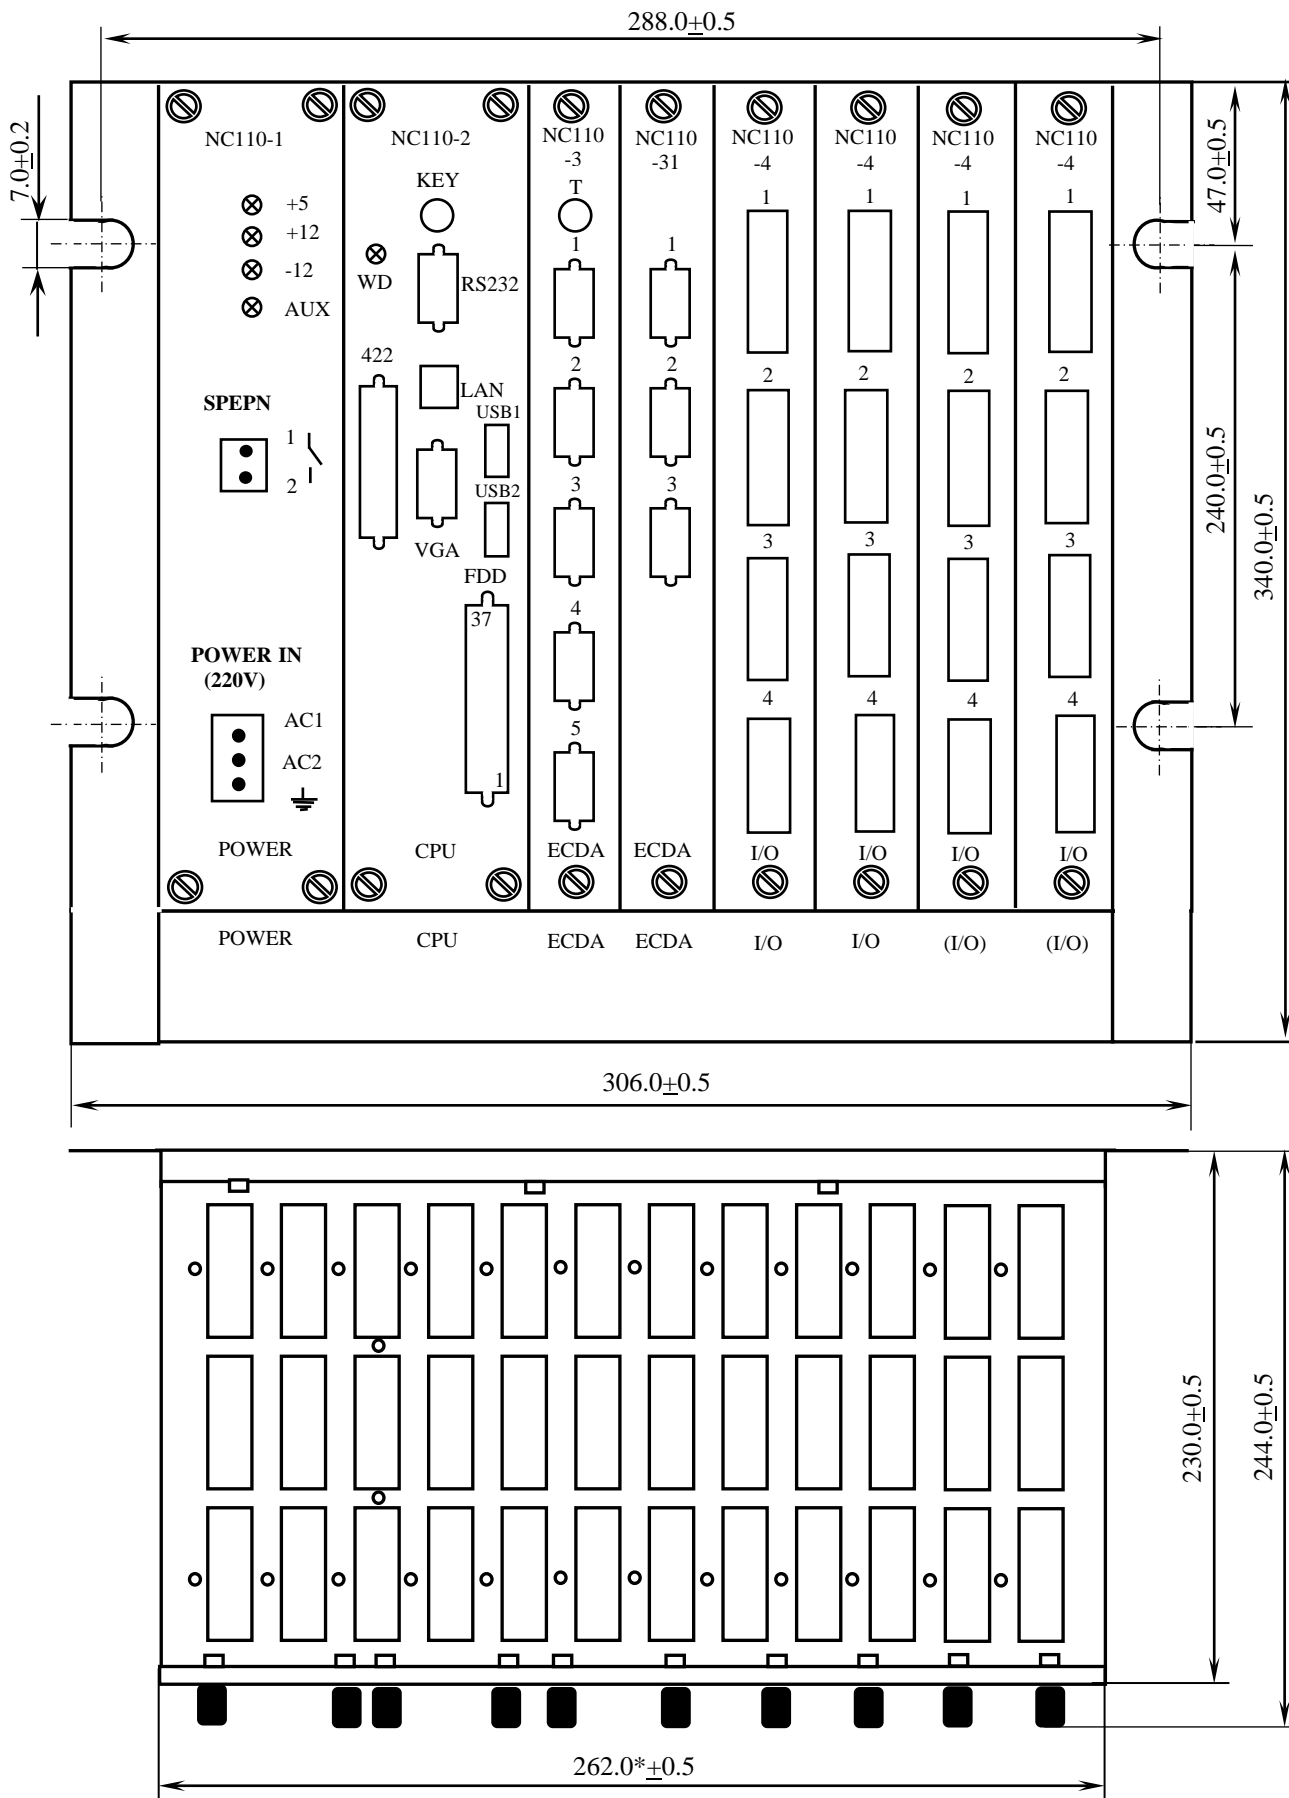 288.0±0.5
7.0±0.2
47.0±0.5
240.0±0.5
340.0±0.5
NC110-1
+5
+12
-12
AUX
SPEPN
1
2
POWER IN
(220V)
AC1
AC2
POWER
NC110-2
KEY
WD
RS232
422
LAN
USB1
USB2
VGA
FDD
37
1
CPU
NC110
-3
T
1
2
3
4
5
ECDA
NC110
-31
1
2
3
ECDA
NC110
-4
1
2
3
4
I/O
NC110
-4
1
2
3
4
I/O
NC110
-4
1
2
3
4
I/O
NC110
-4
1
2
3
4
I/O
POWER CPU ECDA ECDA I/O I/O (I/O) (I/O)
306.0±0.5
230.0±0.5
244.0±0.5
262.0*±0.5